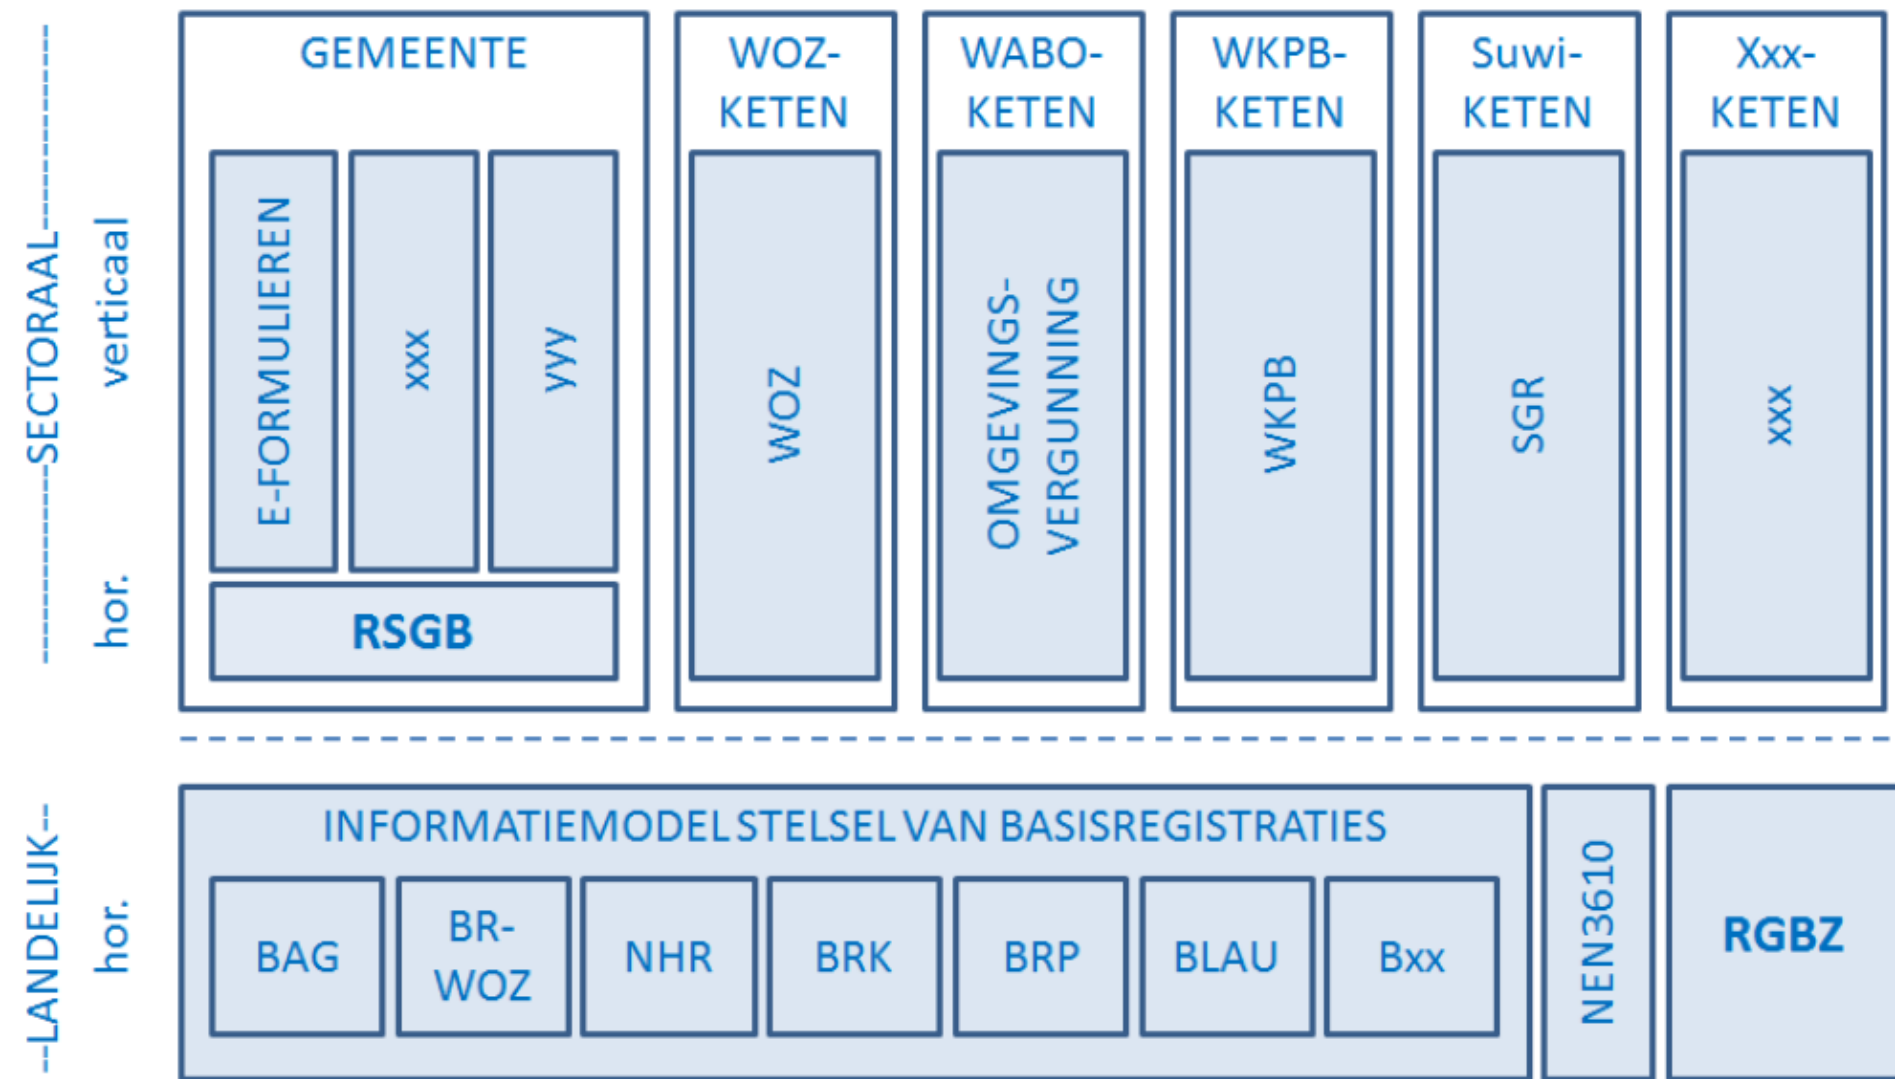 --------------SECTORAAL--------------
verticaal
hor.
GEMEENTE
E-FORMULIEREN
xxx
yyy
RSGB
WOZ-
KETEN
WOZ
WABO-
KETEN
OMGEVINGS-
VERGUNNING
WKPB-
KETEN
WKPB
Suwi-
KETEN
SGR
Xxx-
KETEN
xxx
--LANDELIJK--
hor.
INFORMATIEMODEL STELSEL VAN BASISREGISTRATIES
BAG
BR-
WOZ
NHR
BRK
BRP
BLAU
Bxx
NEN3610
RGBZ